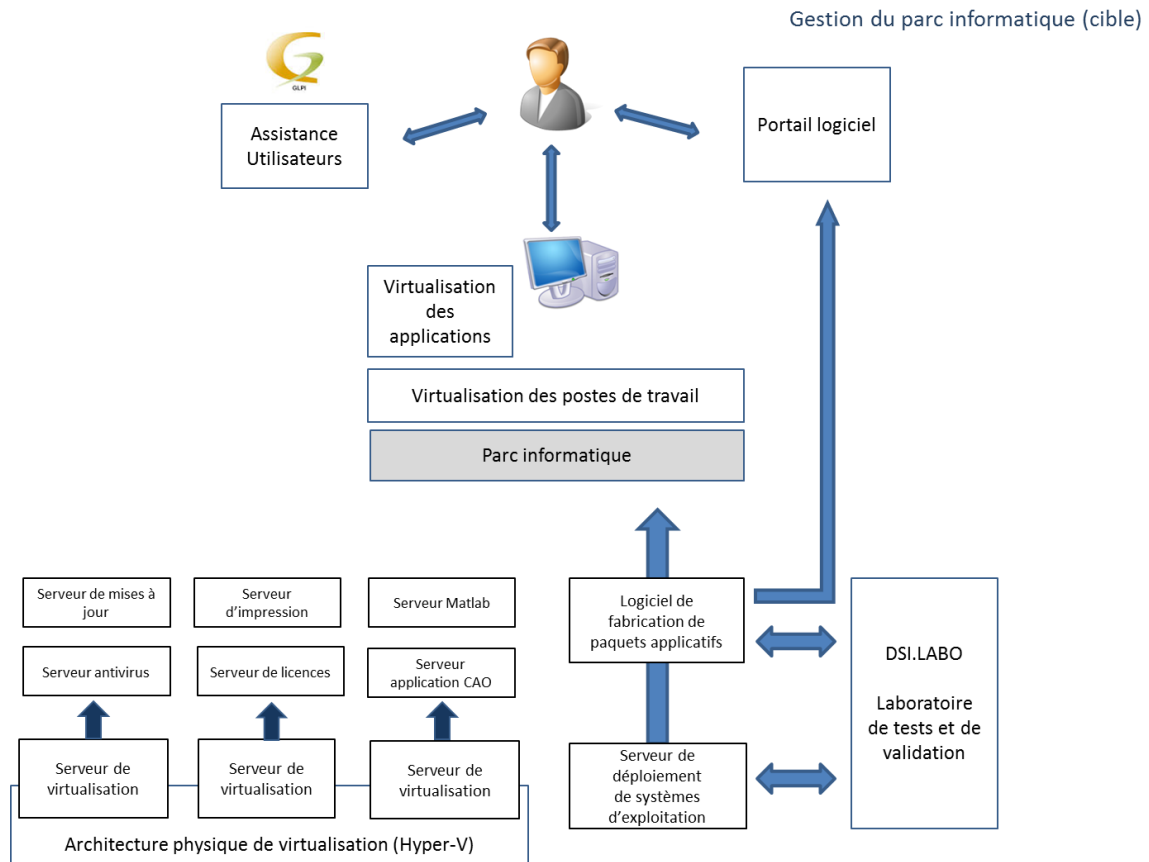 Gestion du parc informatique (cible)
GLPi
Assistance
Utilisateurs
Portail logiciel
Virtualisation
des
applications
Virtualisation des postes de travail
Parc informatique
Serveur de mises à
jour
Serveur
d'impression
Serveur Matlab
Logiciel de
fabrication de
paquets applicatifs
Serveur antivirus
Serveur de licences
Serveur
application CAO
DSI.LABO
Laboratoire
de tests et de
validation
Serveur de
virtualisation
Serveur de
virtualisation
Serveur de
virtualisation
Serveur de
déploiement
de systèmes
d'exploitation
Architecture physique de virtualisation (Hyper-V)